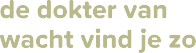 de dokter van
wacht vind je zo